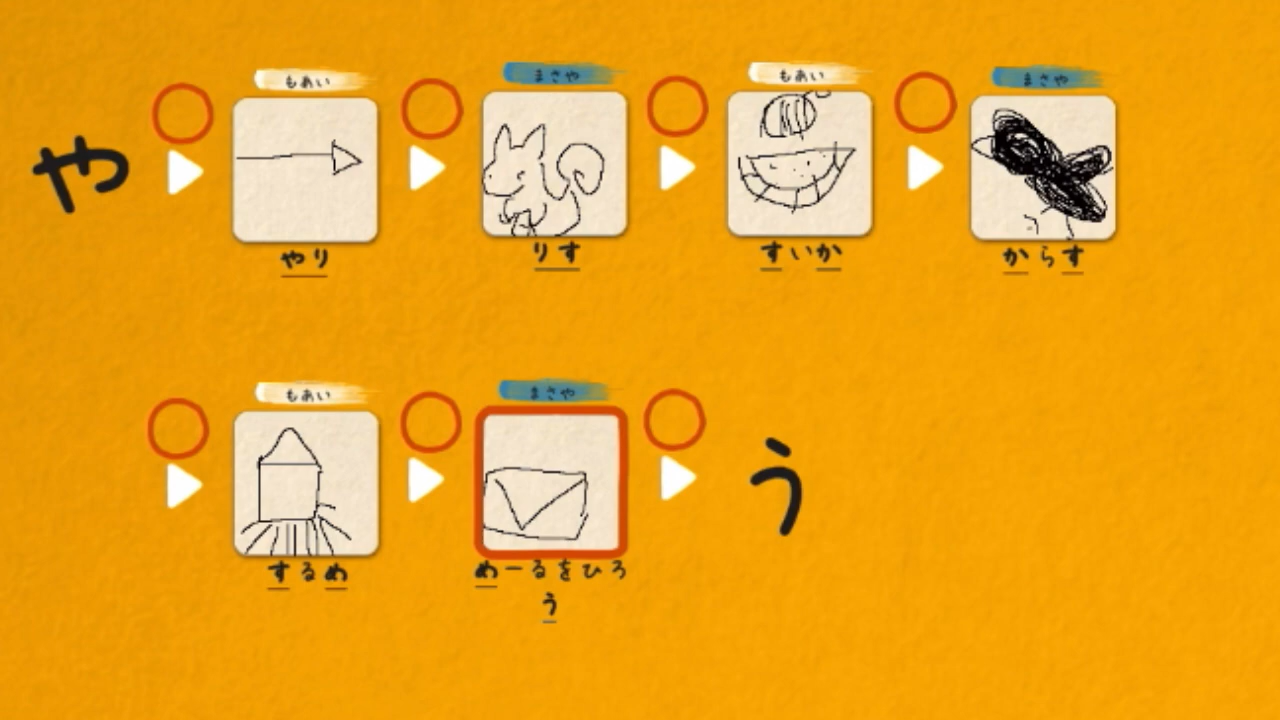 や
もあい
まさや
もあい
まさや
やり
りす
すいか
からす
もあい
まさや
するめ
めーるをひろ
う
う